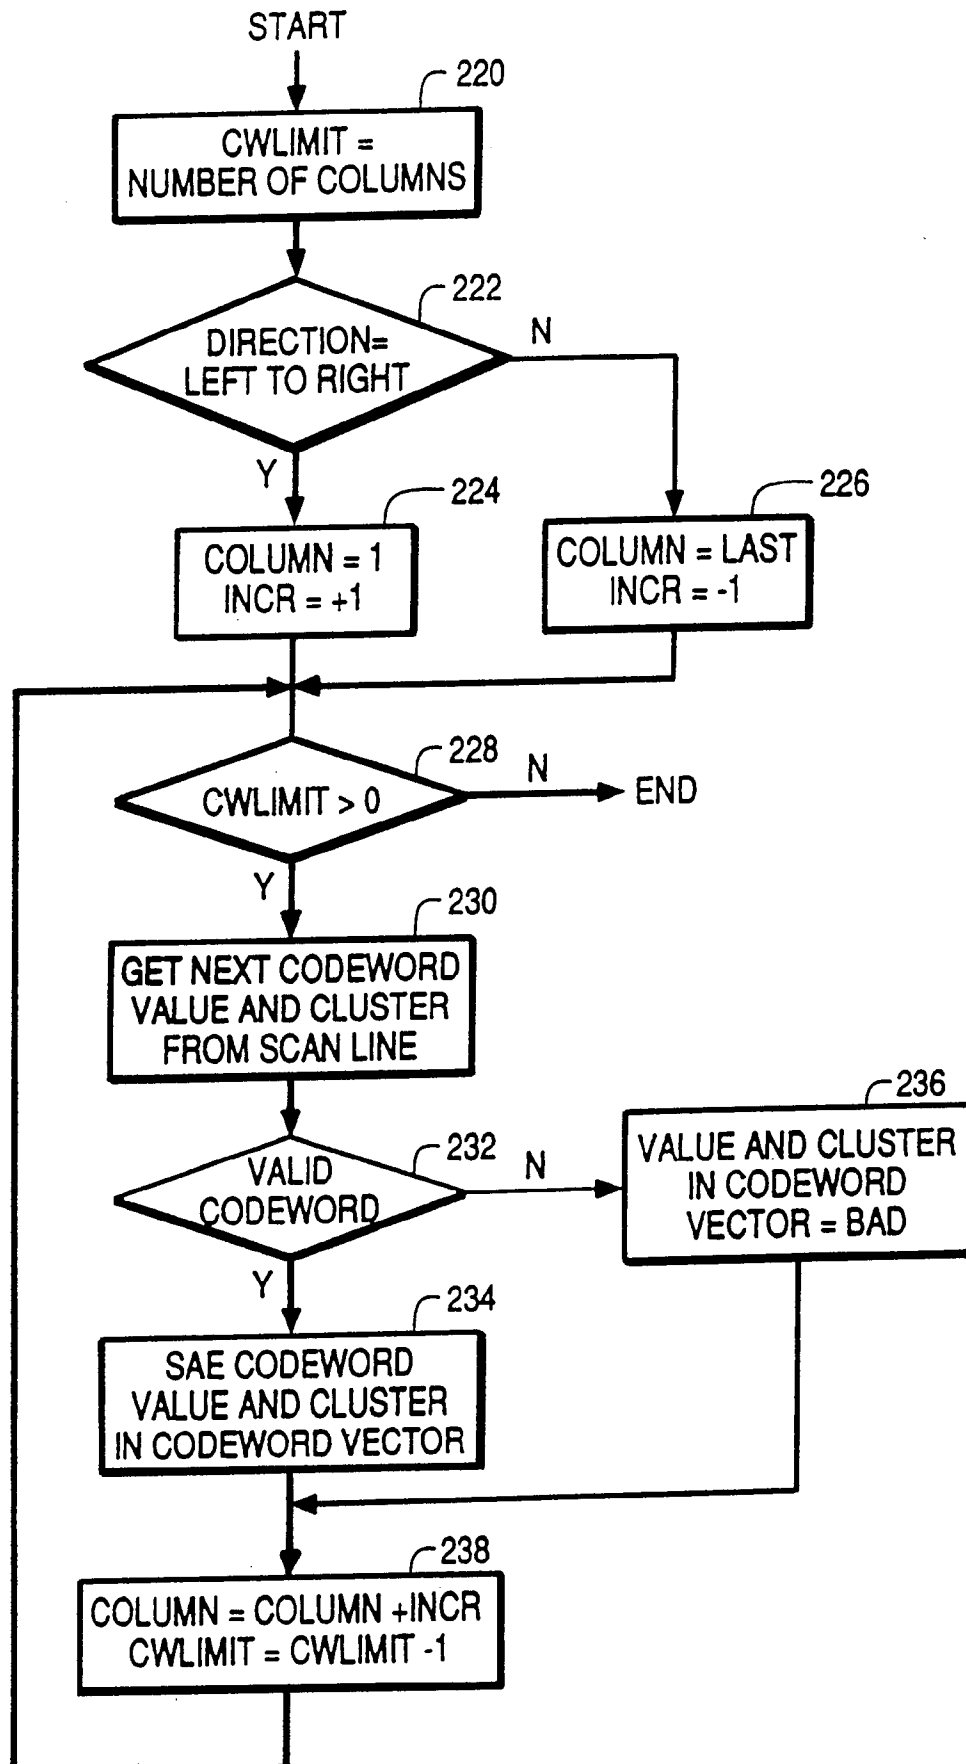 START
220
CWLIMIT =
NUMBER OF COLUMNS
222
DIRECTION=
LEFT TO RIGHT
N
Y
224
COLUMN = 1
INCR = +1
226
COLUMN = LAST
INCR = -1
228
CWLIMIT > 0
N
END
Y
230
GET NEXT CODEWORD
VALUE AND CLUSTER
FROM SCAN LINE
232
VALID
CODEWORD
N
236
VALUE AND CLUSTER
IN CODEWORD
VECTOR = BAD
Y
234
SAE CODEWORD
VALUE AND CLUSTER
IN CODEWORD VECTOR
238
COLUMN = COLUMN +INCR
CWLIMIT = CWLIMIT -1